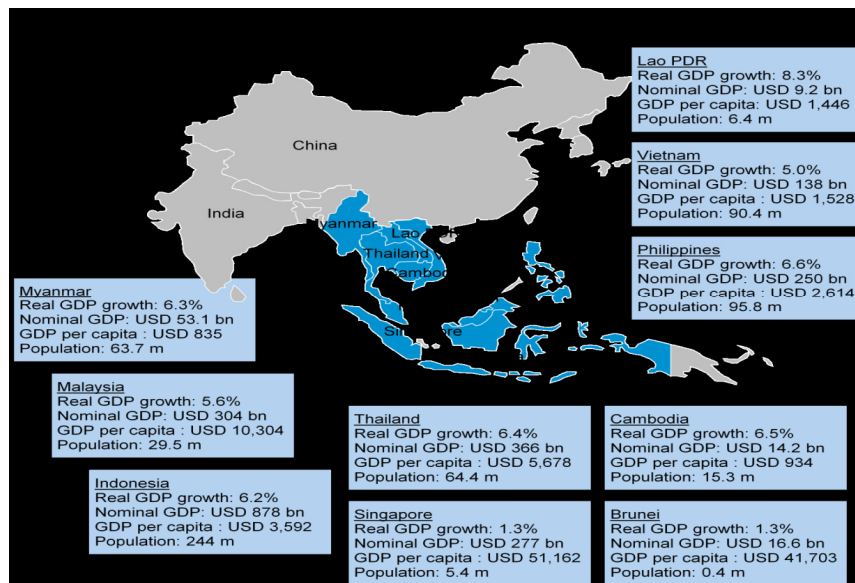 Lao PDR
Real GDP growth: 8.3%
Nominal GDP: USD 9.2 bn
GDP per capita: USD 1,446
Population: 6.4 m
China
Vietnam
Real GDP growth: 5.0%
Nominal GDP: USD 138 bn
GDP per capita : USD 1,528
Population: 90.4 m
India
Myanmar
Lao
Thailand
Cambod
Philippines
Real GDP growth: 6.6%
Nominal GDP: USD 250 bn
GDP per capita : USD 2,614
Population: 95.8 m
Myanmar
Real GDP growth: 6.3%
Nominal GDP: USD 53.1 bn
GDP per capita : USD 835
Population: 63.7 m
Malaysia
Real GDP growth: 5.6%
Nominal GDP: USD 304 bn
GDP per capita : USD 10,304
Population: 29.5 m
Indonesia
Real GDP growth: 6.2%
Nominal GDP: USD 878 bn
GDP per capita : USD 3,592
Population: 244 m
Thailand
Real GDP growth: 6.4%
Nominal GDP: USD 366 bn
GDP per capita : USD 5,678
Population: 64.4 m
Cambodia
Real GDP growth: 6.5%
Nominal GDP: USD 14.2 bn
GDP per capita : USD 934
Population: 15.3 m
Singapore
Real GDP growth: 1.3%
Nominal GDP: USD 277 bn
GDP per capita : USD 51,162
Population: 5.4 m
Brunei
Real GDP growth: 1.3%
Nominal GDP: USD 16.6 bn
GDP per capita : USD 41,703
Population: 0.4 m